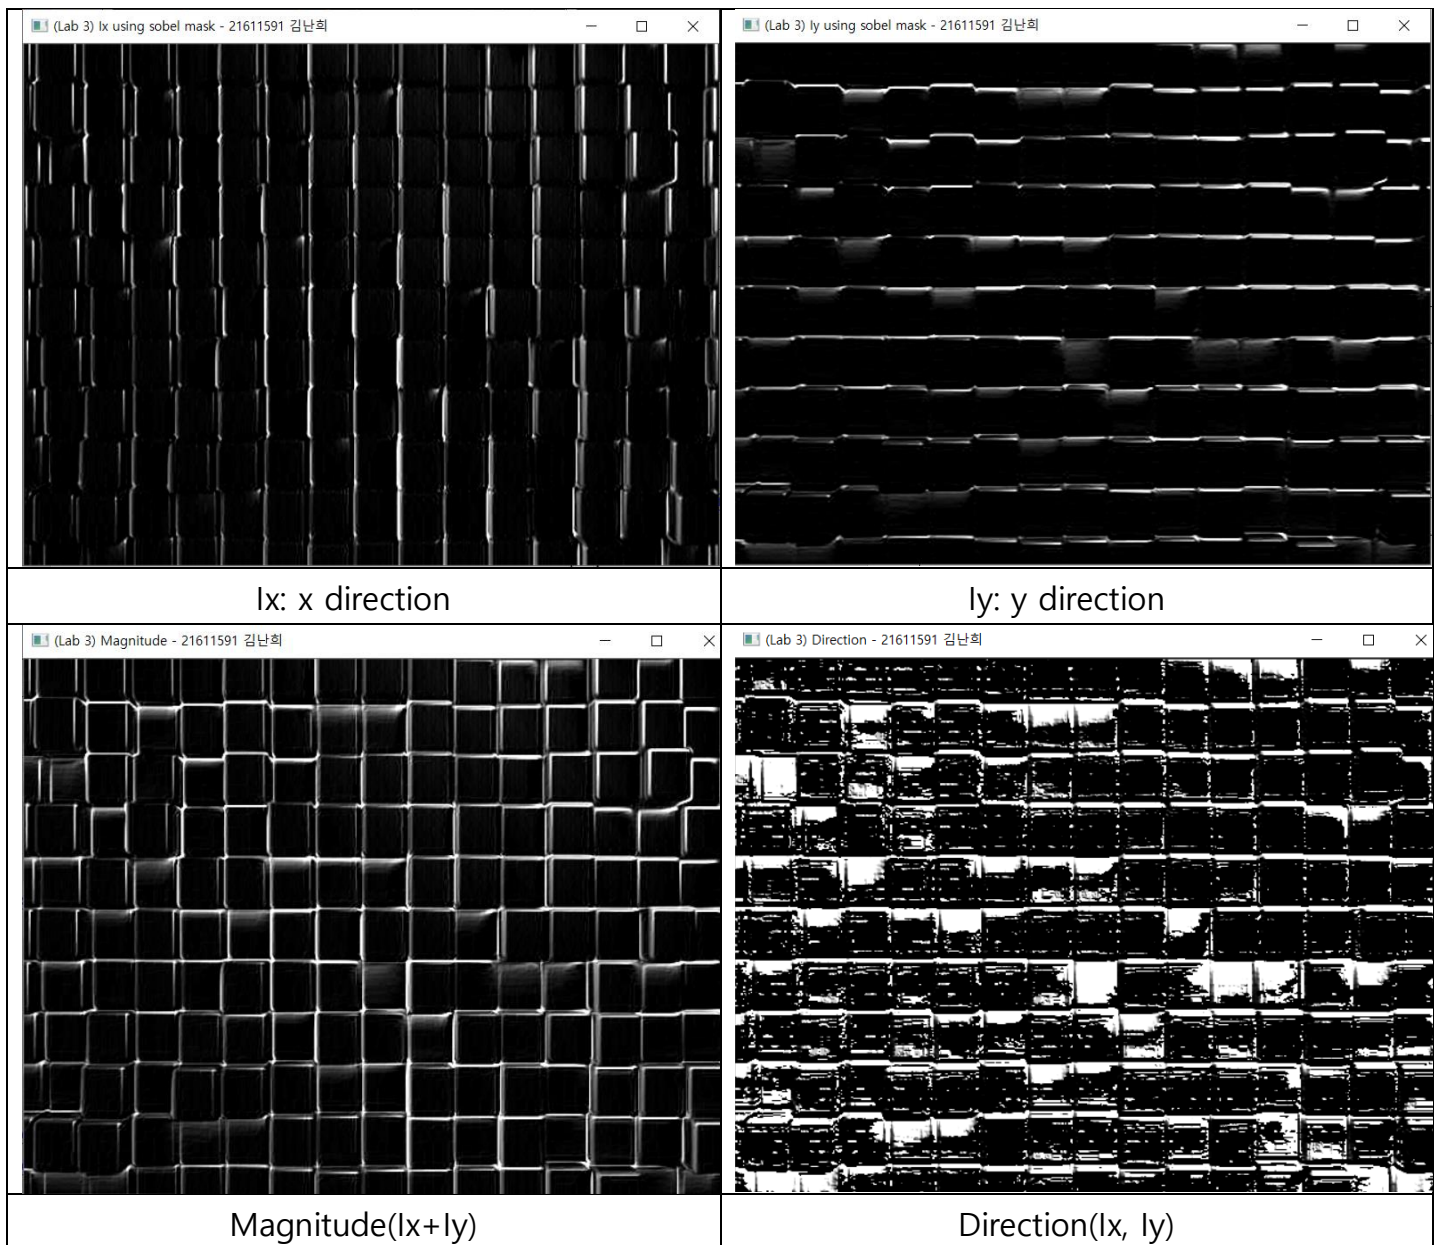 (Lab 3) Ix using sobel mask - 21611591 김난희
(Lab 3) Iy using sobel mask - 21611591 김난희
Ix: x direction
Iy: y direction
(Lab 3) Magnitude - 21611591 김난희
(Lab 3) Direction - 21611591 김난희
Magnitude(Ix+Iy)
Direction(Ix, Iy)